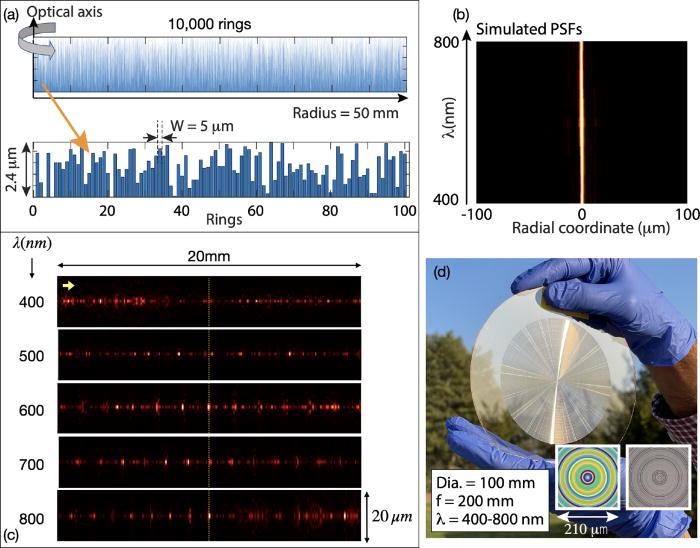 (a)
Optical axis
10,000 rings
Radius = 50 mm
W = 5 μm
2.4 μm
0
20
40
60
80
100
Rings
(b)
Simulated PSFs
800
λ(nm)
400
-100
0
100
Radial coordinate (μm)
λ(nm)
20mm
400
500
600
700
800
20 μm
(c)
(d)
Dia. = 100 mm
f = 200 mm
λ = 400-800 nm
210 μm